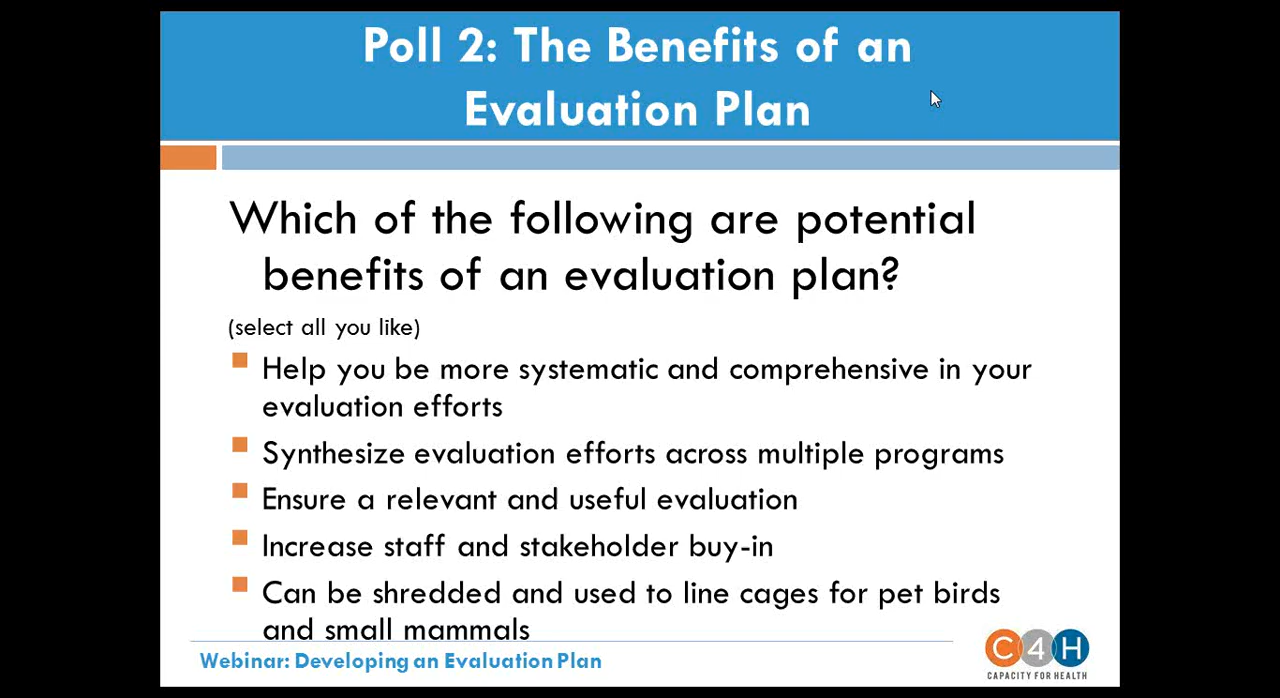 Poll 2: The Benefits of an
Evaluation Plan
Which of the following are potential
benefits of an evaluation plan?
(select all you like)
Help you be more systematic and comprehensive in your
evaluation efforts
Synthesize evaluation efforts across multiple programs
Ensure a relevant and useful evaluation
Increase staff and stakeholder buy-in
Can be shredded and used to line cages for pet birds
and small mammals
Webinar: Developing an Evaluation Plan
C4H
CAPACITY FOR HEALTH